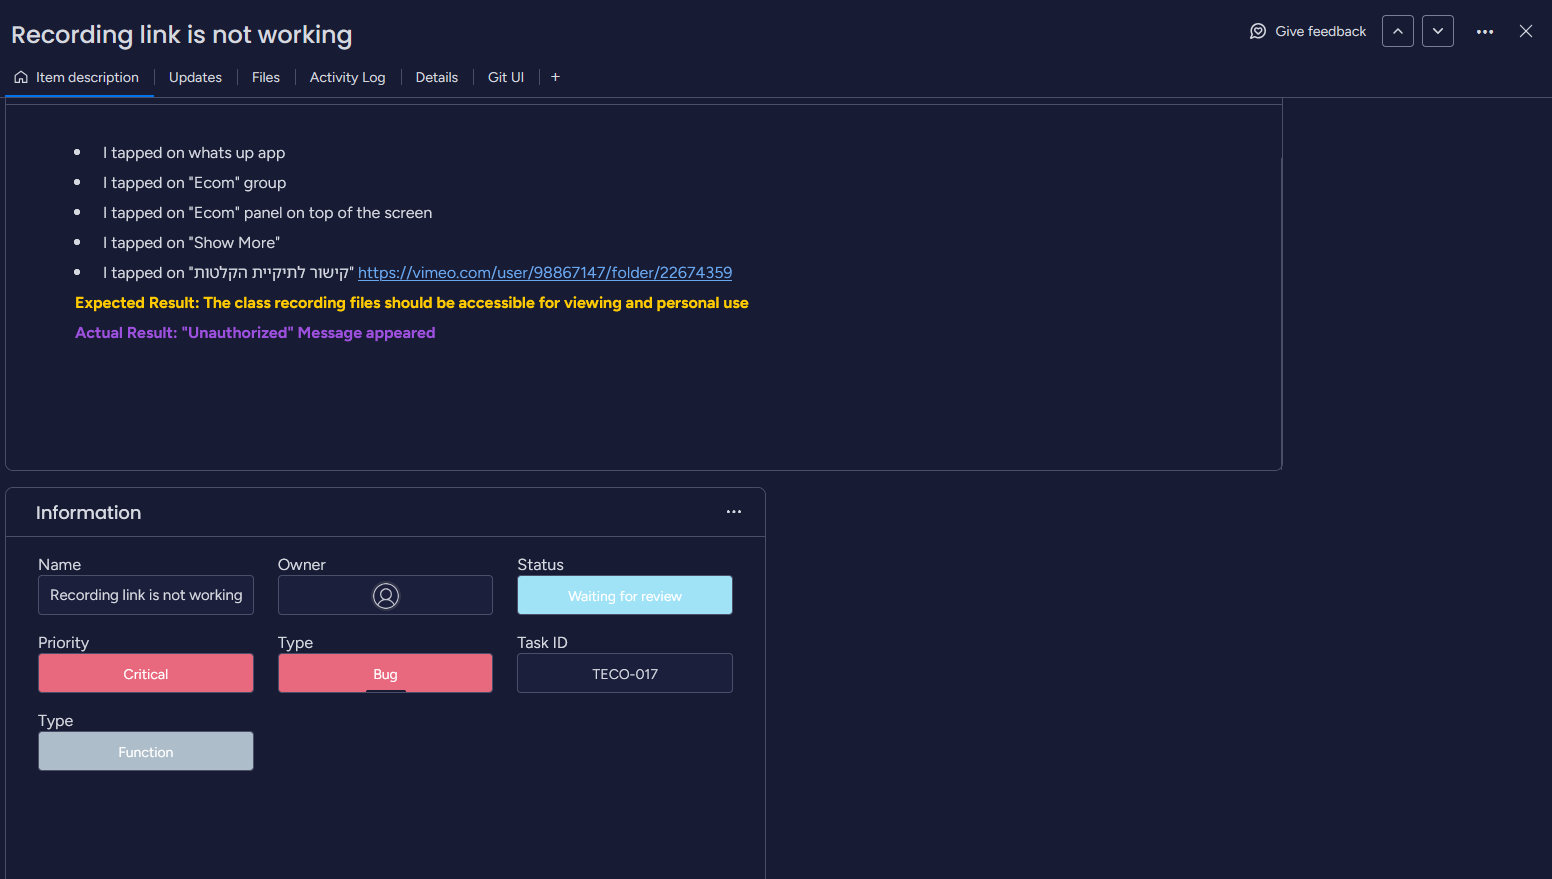 Recording link is not working
Give feedback
Item description
Updates
Files
Activity Log
Details
Git UI
+
I tapped on whats up app
I tapped on "Ecom" group
I tapped on "Ecom" panel on top of the screen
I tapped on "Show More"
I tapped on "קישור לתיקיית הקלטות" https://vimeo.com/user/98867147/folder/22674359
Expected Result: The class recording files should be accessible for viewing and personal use
Actual Result: "Unauthorized" Message appeared
Information
Name
Owner
Status
Recording link is not working
Waiting for review
Priority
Type
Task ID
Critical
Bug
TECO-017
Type
Function